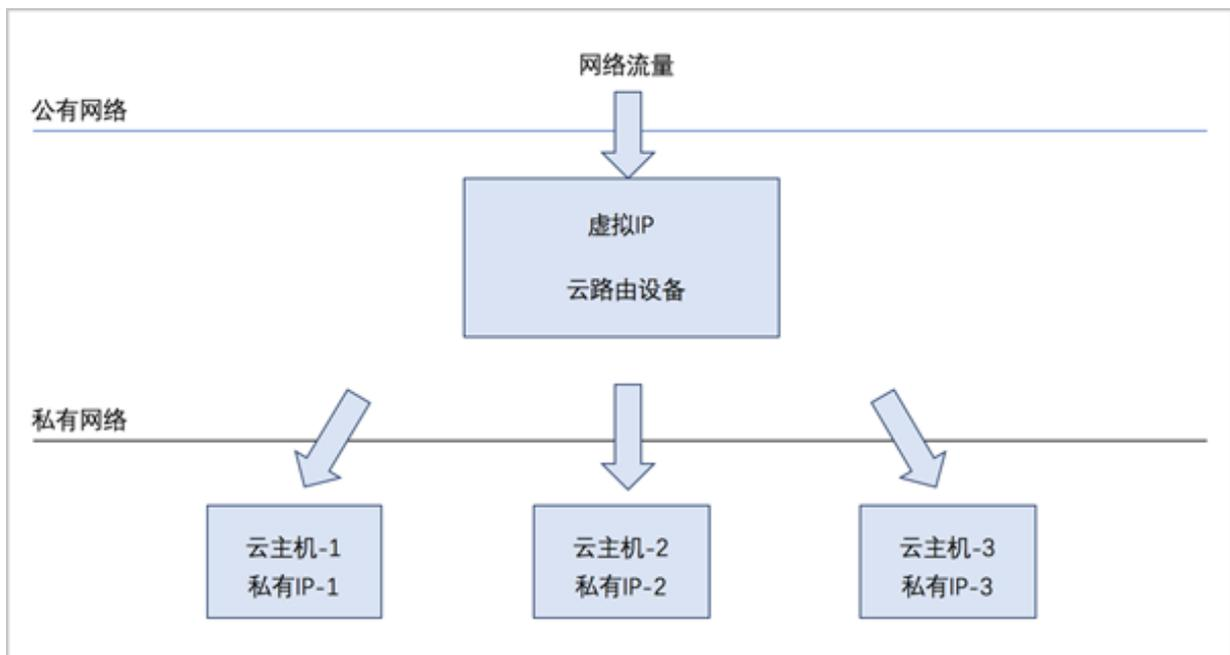 网络流量
公有网络
虚拟IP
云路由设备
私有网络
云主机-1
私有IP-1
云主机-2
私有IP-2
云主机-3
私有IP-3